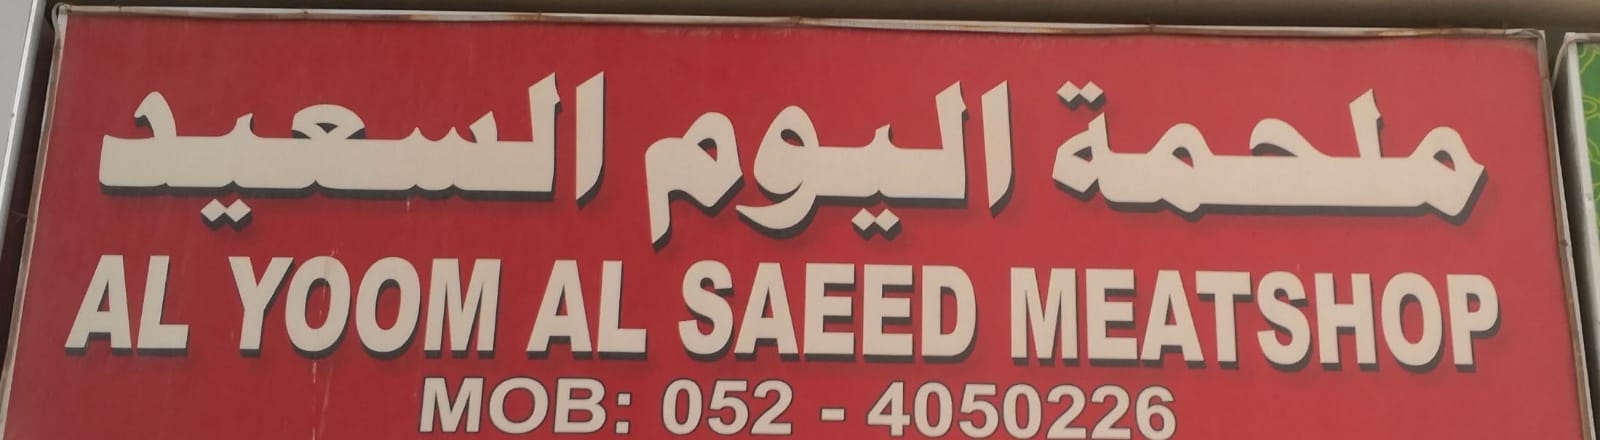 ملحمة اليوم السعيد
AL YOOM AL SAEED MEATSHOP
MOB: 052 - 4050226